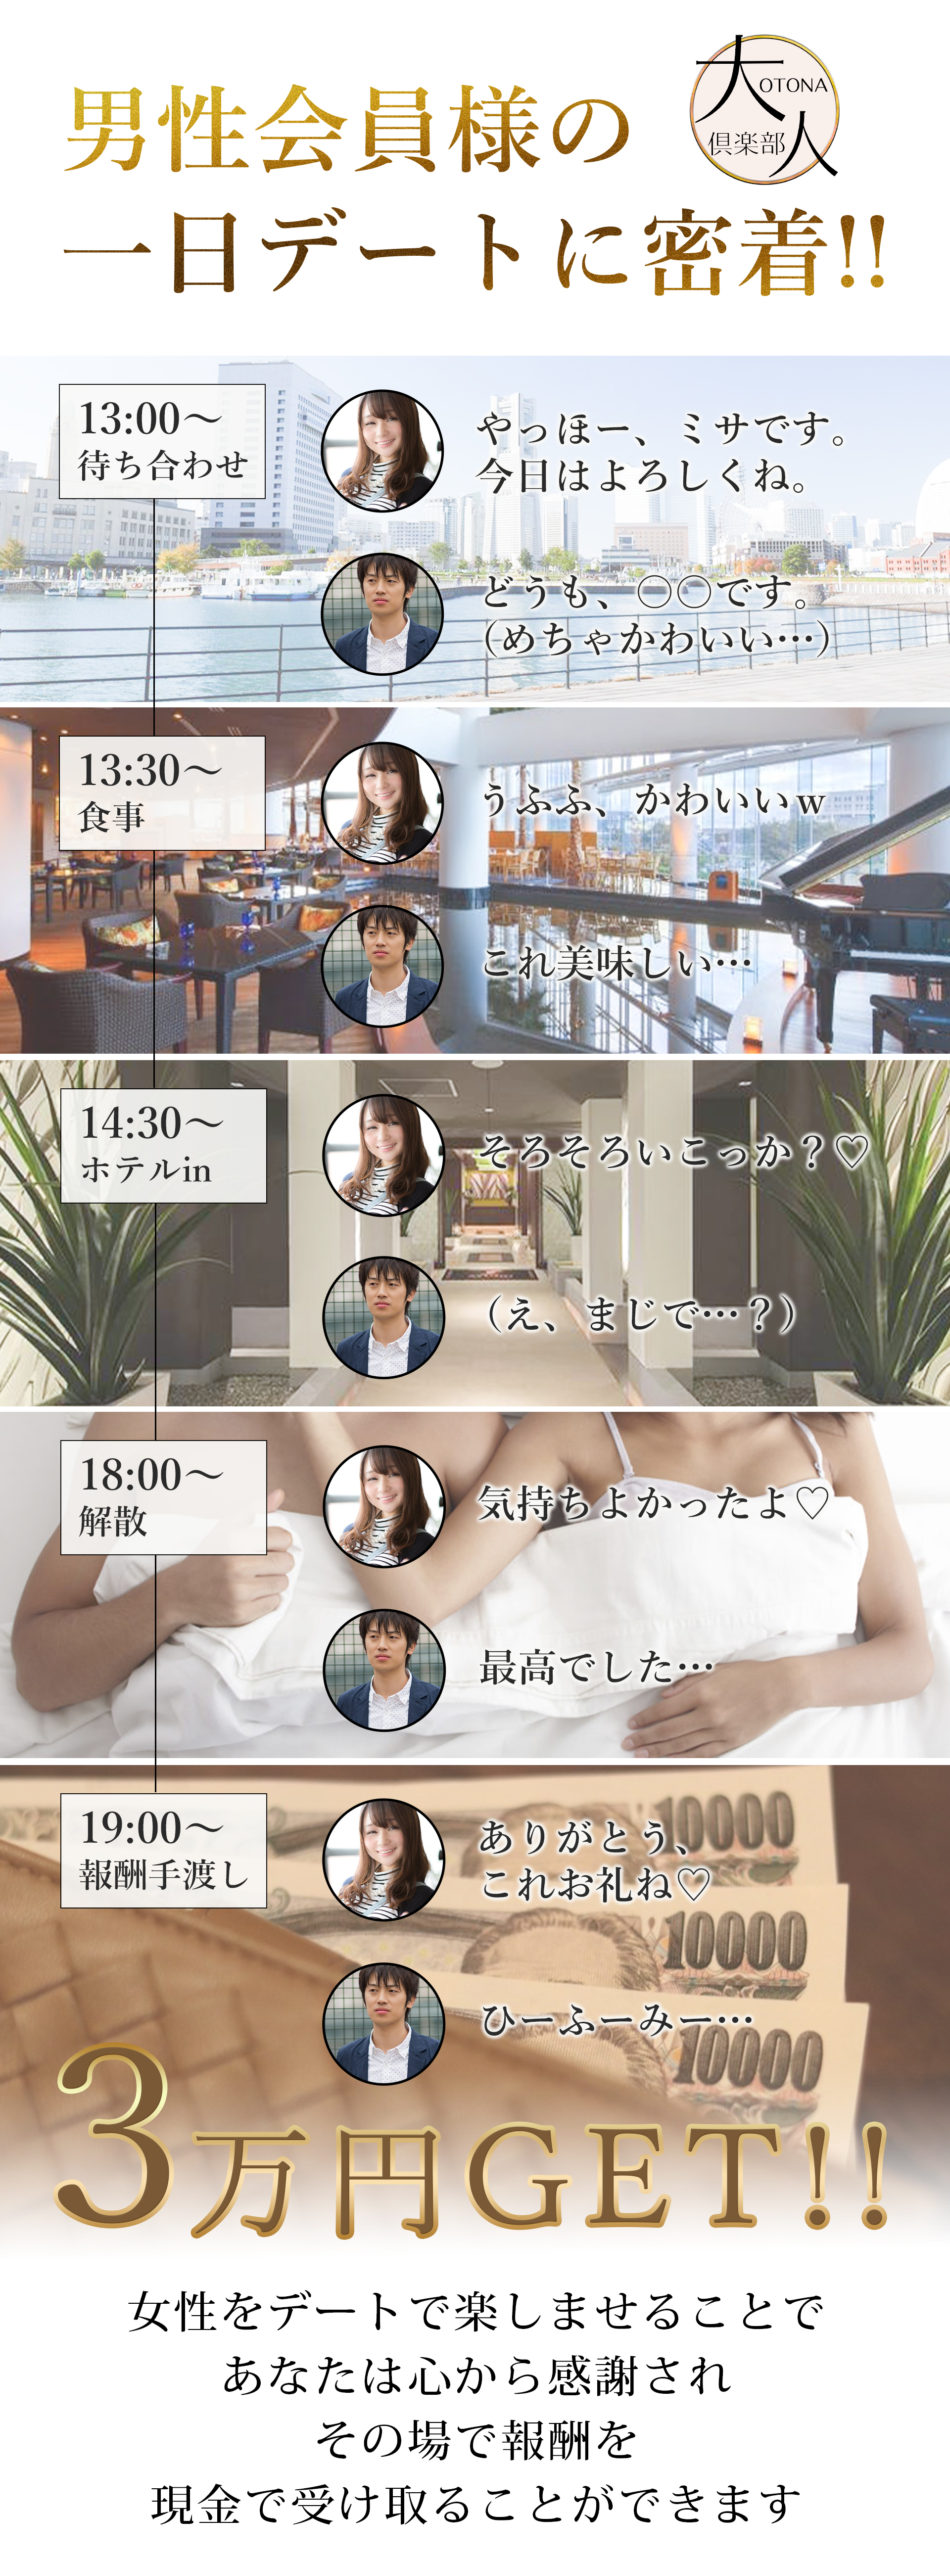 男性会員様の
大人
OTONA
倶楽部
一日デートに密着!!
13:00～
待ち合わせ
やっほー、ミサです。
今日はよろしくね。
どうも、○○です。
（めちゃかわいい…）
13:30～
食事
うふふ、かわいいｗ
これ美味しい…
14:30～
ホテルin
そろそろいこっか？♡
（え、まじで…？）
18:00～
解散
気持ちよかったよ♡
最高でした…
19:00～
報酬手渡し
ありがとう、
これお礼ね♡
10000
10000
ひーふーみー…
10000
3万円GET!!
女性をデートで楽しませることで
あなたは心から感謝され
その場で報酬を
現金で受け取ることができます